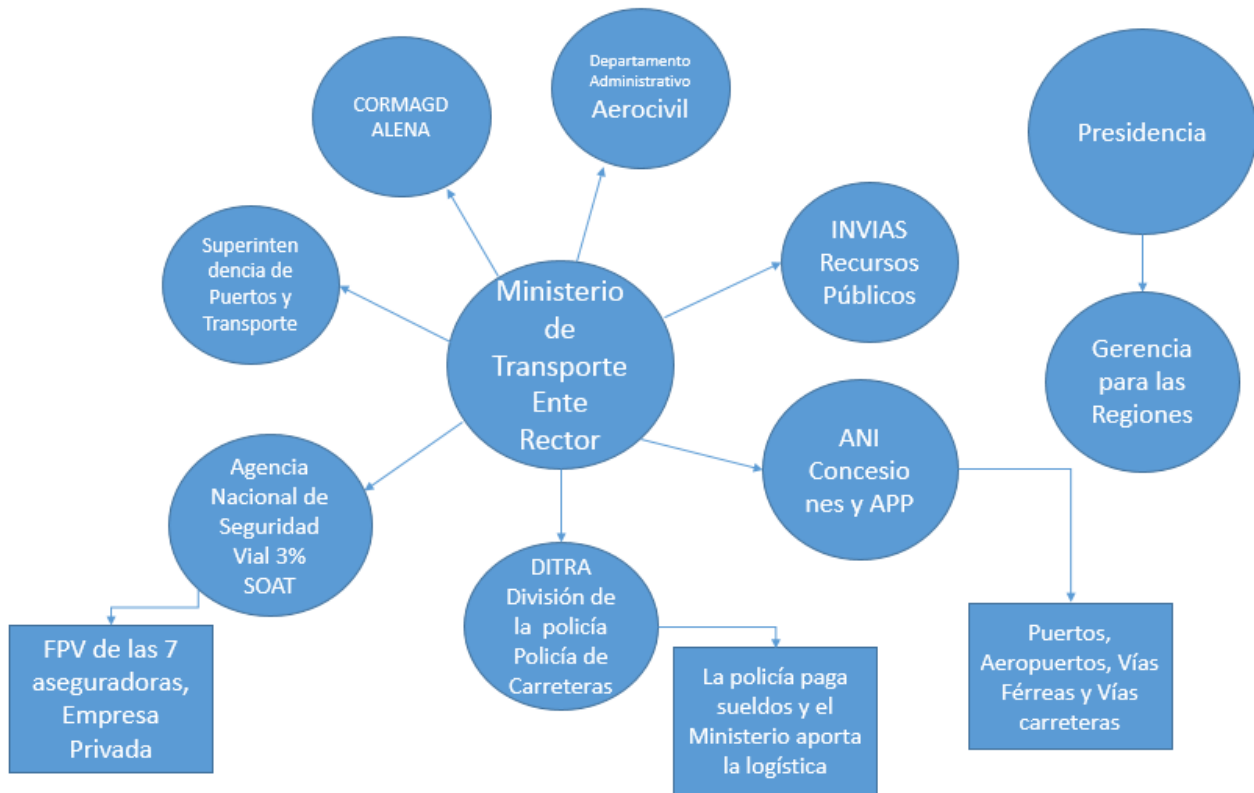 Departamento
Administrativo
Aerocivil
CORMAGD
ALENA
Presidencia
Superinten
dencia de
Puertos y
Transporte
INVIAS
Recursos
Públicos
Ministerio
de
Transporte
Ente
Rector
Gerencia
para las
Regiones
ANI
Concesio
nes y APP
Agencia
Nacional de
Seguridad
Vial 3%
SOAT
DITRA
División de
la policía
Policía de
Carreteras
FPV de las 7
aseguradoras,
Empresa
Privada
La policía paga
sueldos y el
Ministerio aporta
la logística
Puertos,
Aeropuertos, Vías
Férreas y Vías
carreteras